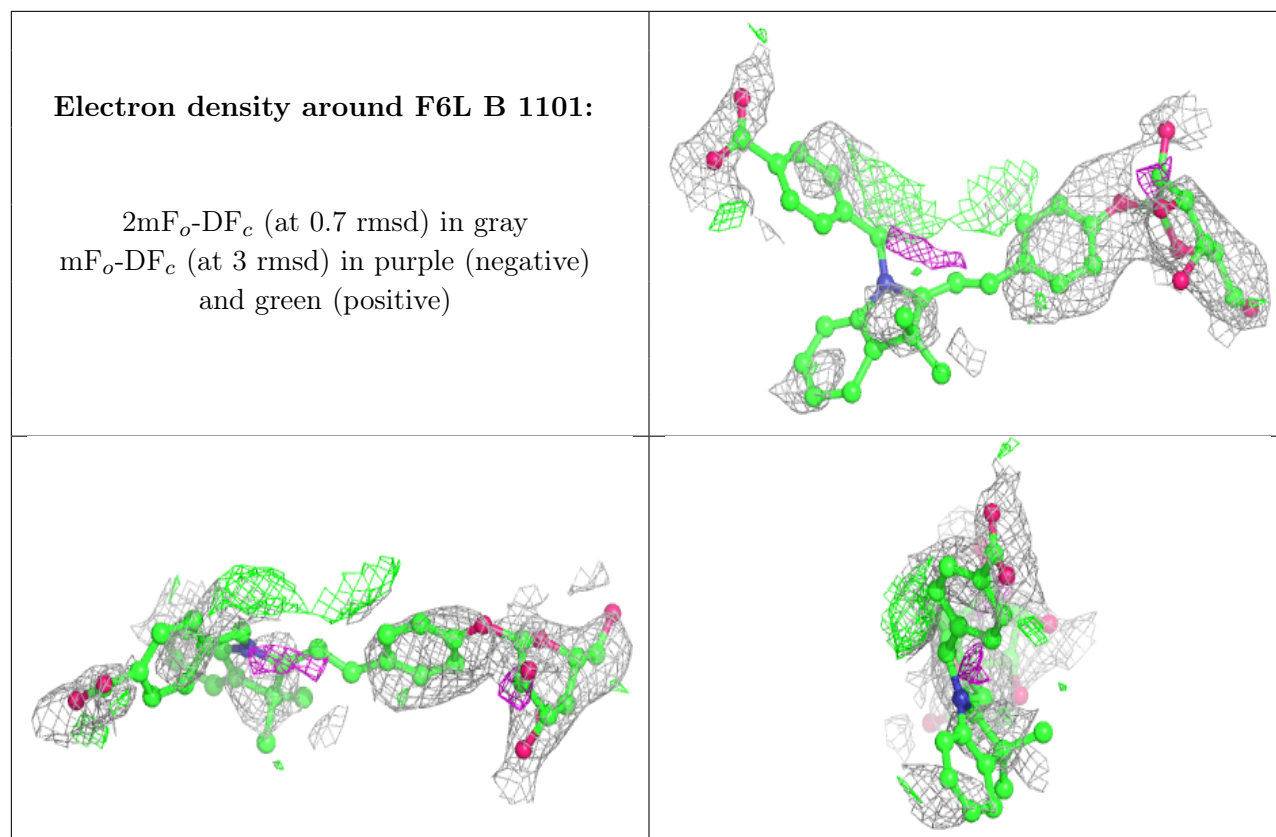 Electron density around F6L B 1101:
2mFo-DFc (at 0.7 rmsd) in gray
mFo-DFc (at 3 rmsd) in purple (negative)
and green (positive)